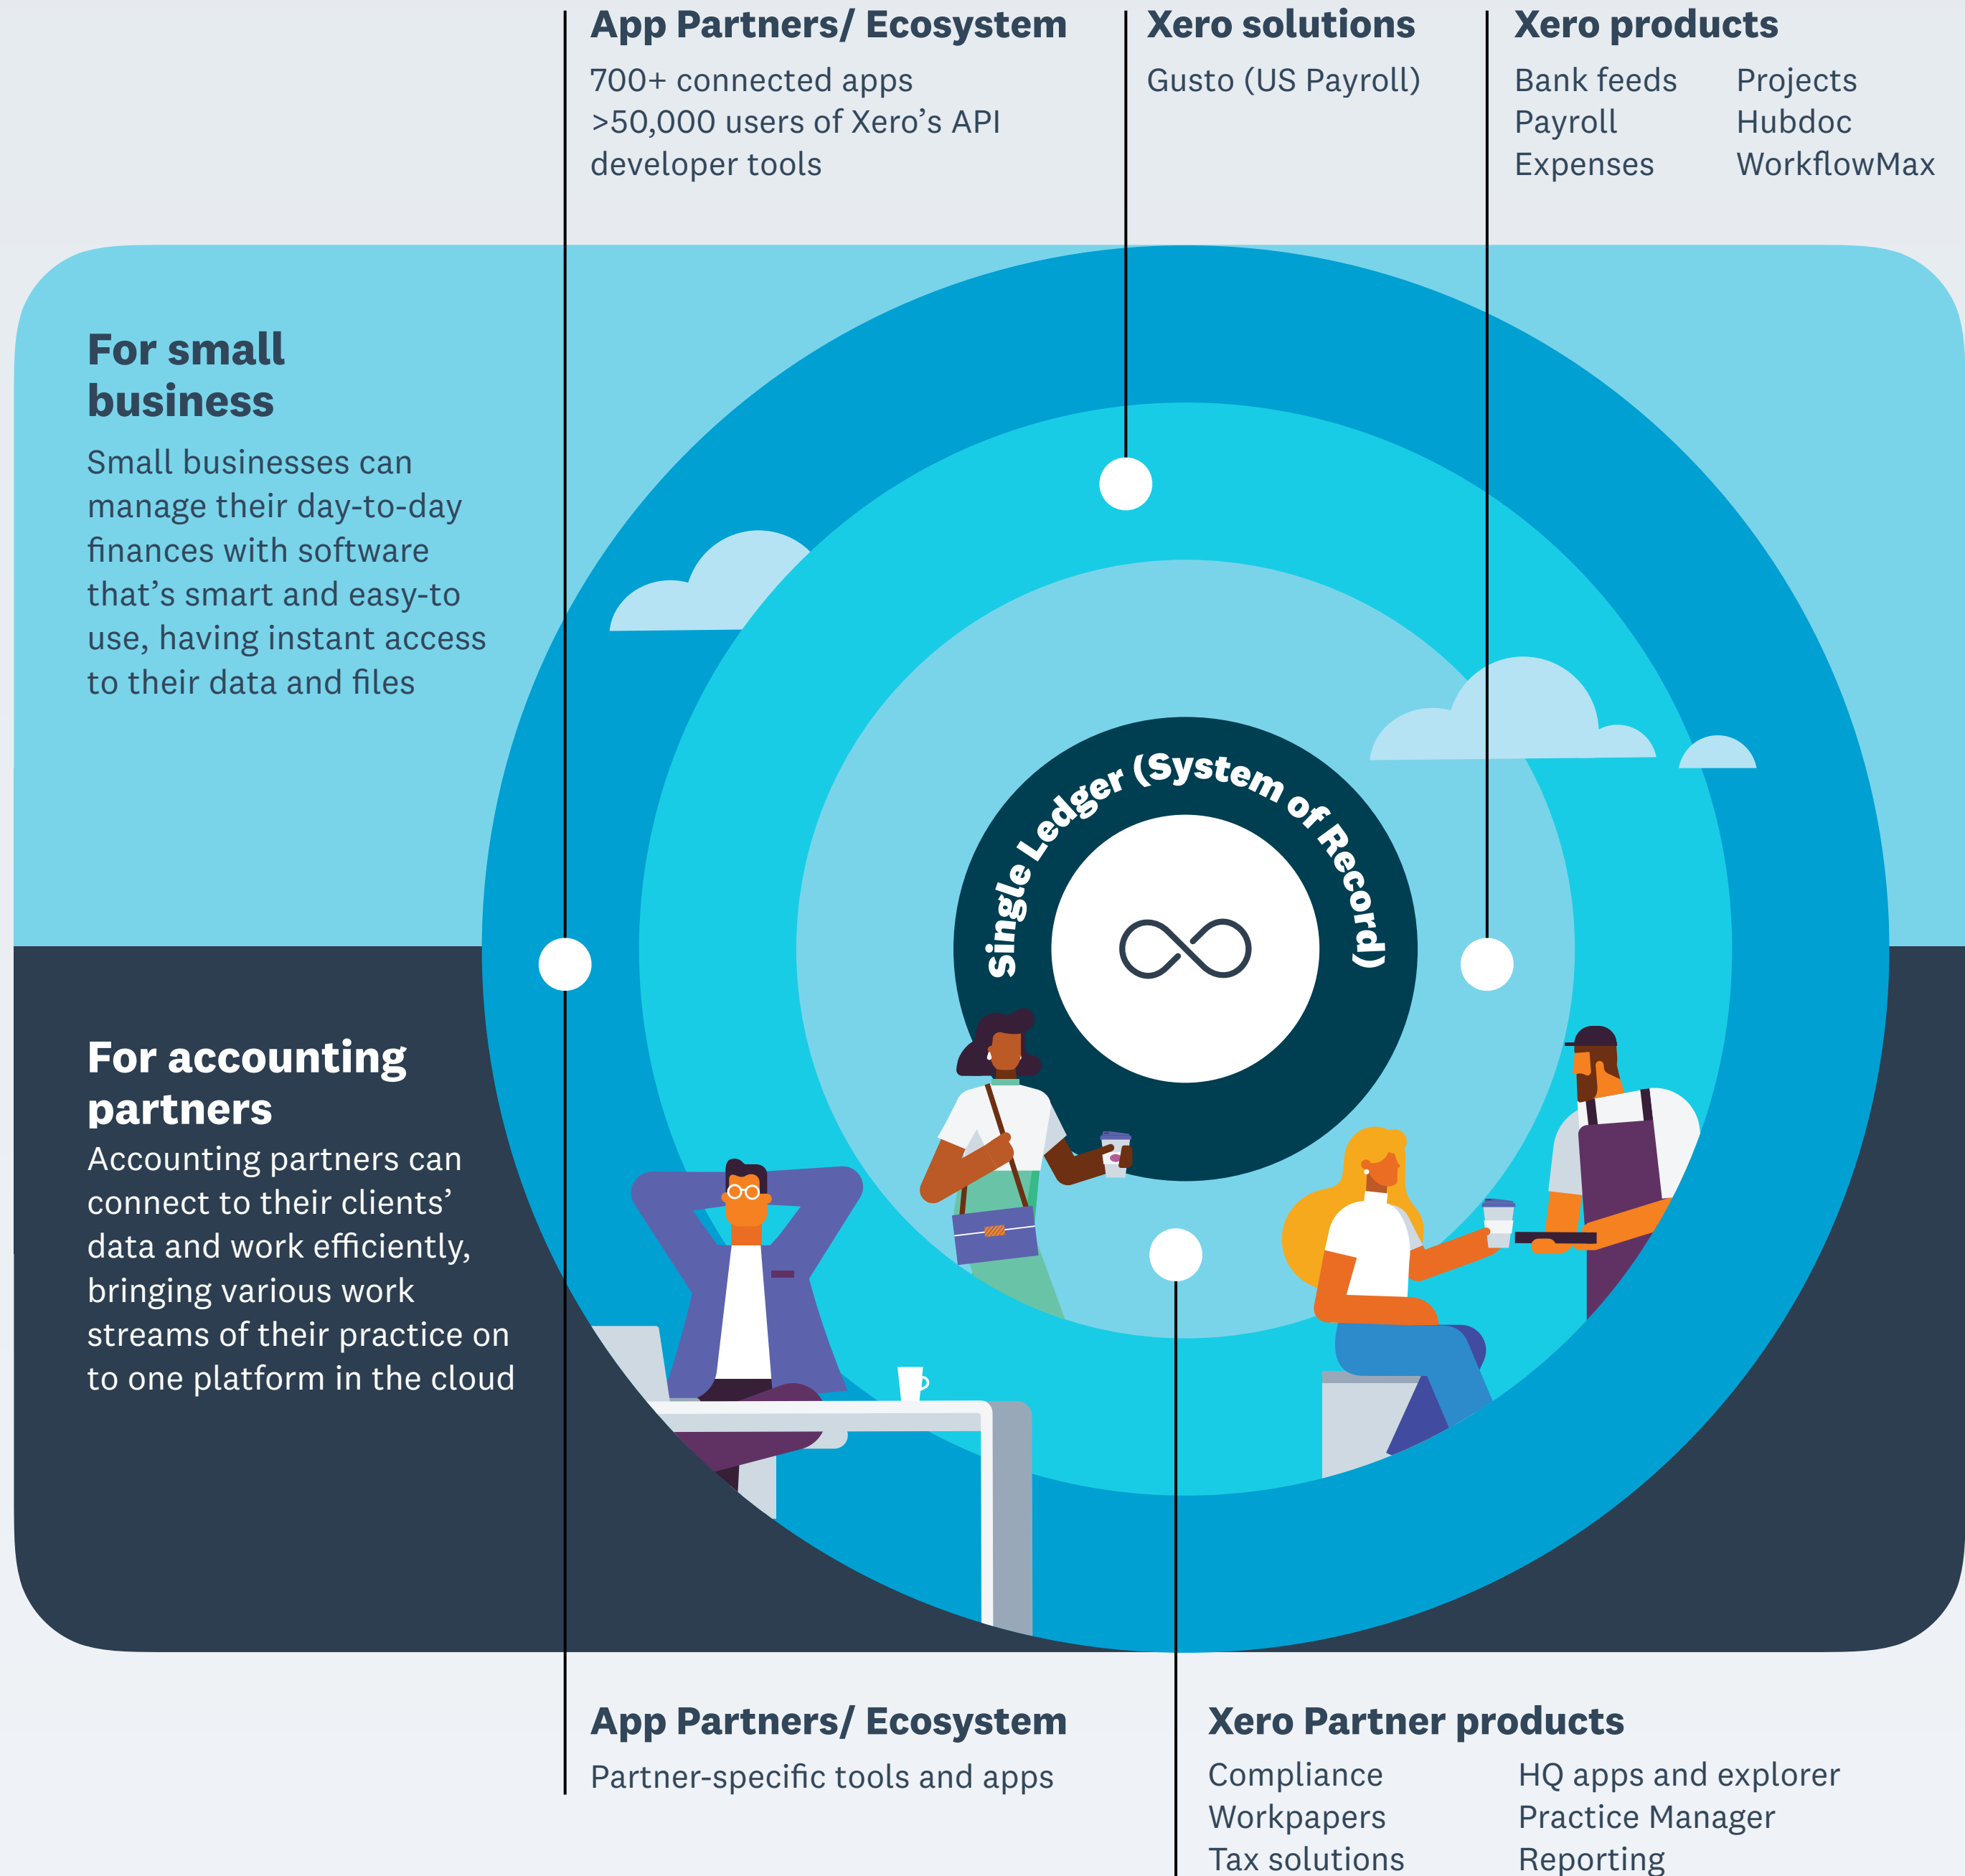 App Partners/ Ecosystem
700+ connected apps
>50,000 users of Xero’s API
developer tools
Xero solutions
Gusto (US Payroll)
Xero products
Bank feeds
Payroll
Expenses
Projects
Hubdoc
WorkflowMax
For small
business
Small businesses can
manage their day-to-day
finances with software
that’s smart and easy-to
use, having instant access
to their data and files
Single Ledger (System of Record)
For accounting
partners
Accounting partners can
connect to their clients’
data and work efficiently,
bringing various work
streams of their practice on
to one platform in the cloud
App Partners/ Ecosystem
Partner-specific tools and apps
Xero Partner products
Compliance
Workpapers
Tax solutions
HQ apps and explorer
Practice Manager
Reporting